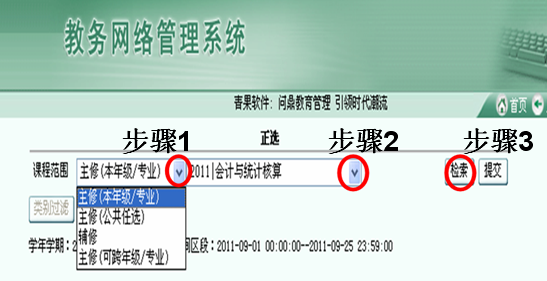 教务网络管理系统
青果软件: 问鼎教育管理 引领时代潮流
首页
步骤1 步骤2 步骤3
正选
课程范围 主修(本年级/专业) 2011|会计与统计核算 检索 提交
主修(本年级/专业)
类别过滤 主修(公共任选)
辅修
学年学期:2 主修(可跨年级/专业) 区段:2011-09-01 00:00:00--2011-09-25 23:59:00